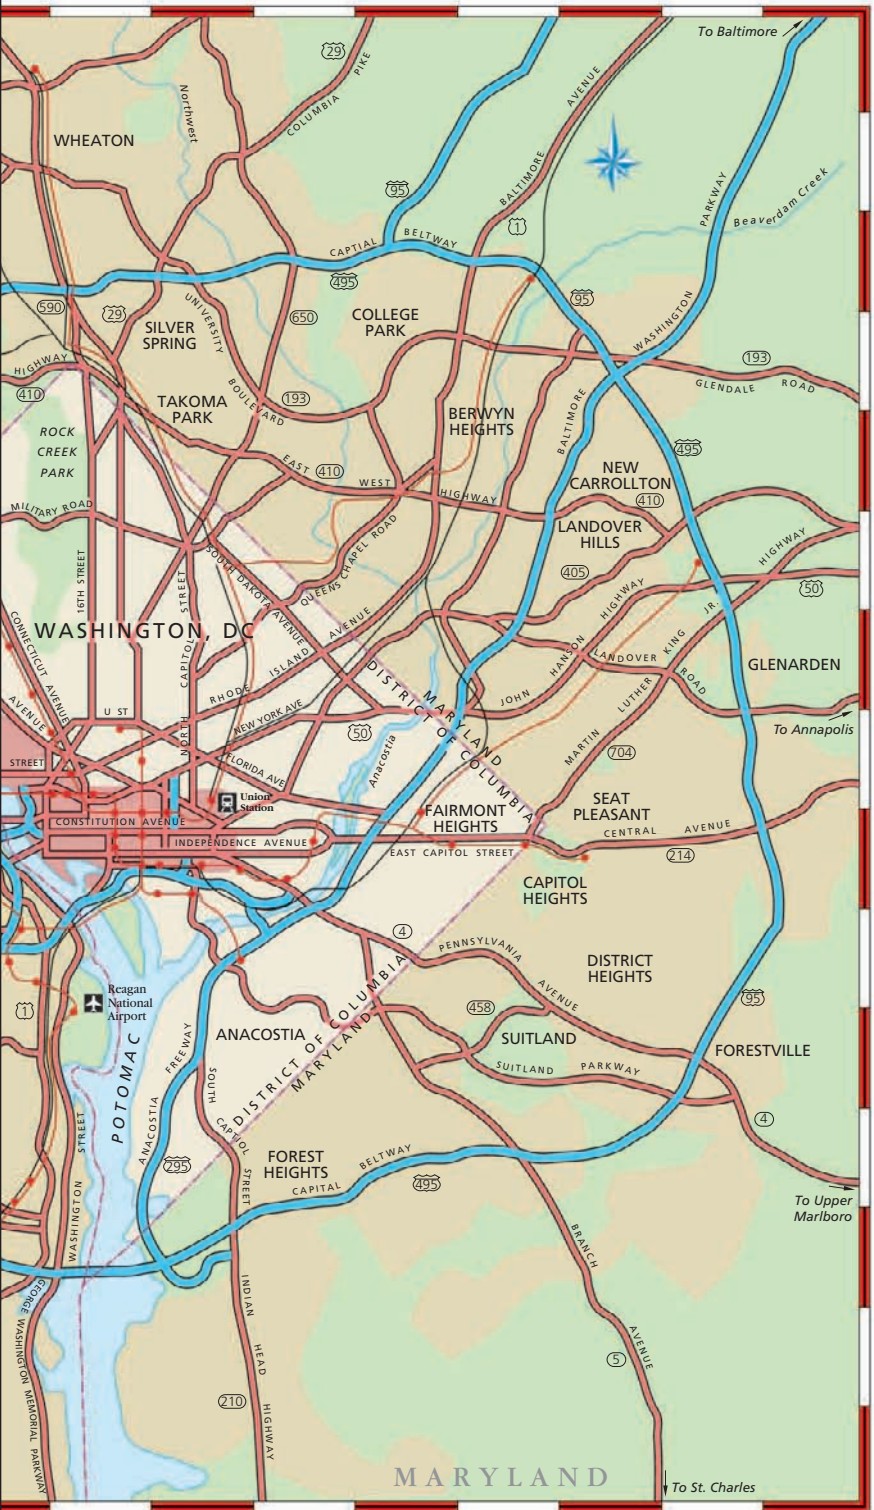 To Baltimore
29
COLUMBIA PIKE
Northwest
WHEATON
BALTIMORE AVENUE
PARKWAY
Beaverdam Creek
95
1
CAPTIAL BELTWAY
495
95
590
29
UNIVERSITY
650
COLLEGE
PARK
WASHINGTON
SILVER
SPRING
193
GLENDALE ROAD
HIGHWAY
410
BOULEVARD
193
TAKOMA
PARK
BERWYN
HEIGHTS
BALTIMORE
ROCK
CREEK
PARK
495
NEW
CARROLLTON
410
EAST
410
WEST
HIGHWAY
MILITARY ROAD
LANDOVER
HILLS
HIGHWAY
SOUTH DAKOTA AVENUE
QUEENS CHAPEL ROAD
16TH STREET
405
50
CONNECTICUT AVENUE
WASHINGTON, DC
NORTH CAPITOL STREET
RHODE ISLAND AVENUE
JOHN HANSON HIGHWAY
LANDOVER ROAD
MARTIN LUTHER KING JR.
GLENARDEN
DISTRICT OF COLUMBIA
MARYLAND
AVENUE
U ST
NEW YORK AVE
50
To Annapolis
STREET
FLORIDA AVE
Anacostia
704
Union
Station
SEAT
PLEASANT
FAIRMONT
HEIGHTS
CONSTITUTION AVENUE
INDEPENDENCE AVENUE
EAST CAPITOL STREET
CENTRAL AVENUE
214
CAPITOL
HEIGHTS
4
PENNSYLVANIA AVENUE
DISTRICT
HEIGHTS
Reagan
National
Airport
1
95
458
ANACOSTIA
SUITLAND
FORESTVILLE
DISTRICT OF COLUMBIA
MARYLAND
SUITLAND PARKWAY
POTOMAC
ANACOSTIA FREEWAY
SOUTH CAPTIOL STREET
4
295
FOREST
HEIGHTS
CAPITAL BELTWAY
495
To Upper
Marlboro
WASHINGTON STREET
GEORGE WASHINGTON MEMORIAL PARKWAY
INDIAN HEAD HIGHWAY
210
BRANCH AVENUE
5
MARYLAND
To St. Charles